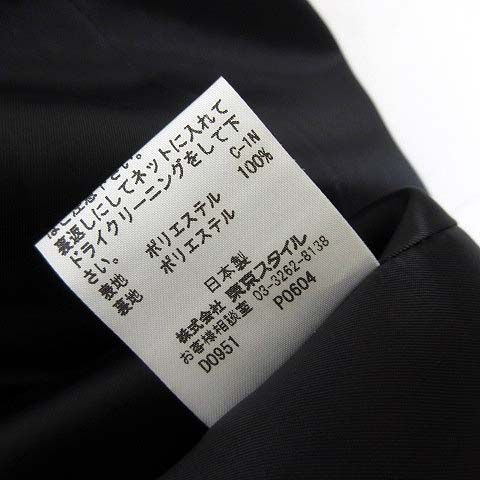 裏返しにしてネットに入れて
ドライクリーニングをして下
さい。 C-1N
表地 ポリエステル 100%
裏地 ポリエステル
日本製
株式会社 東京スタイル
お客様相談室 03-3262-8138
D0951 P0604